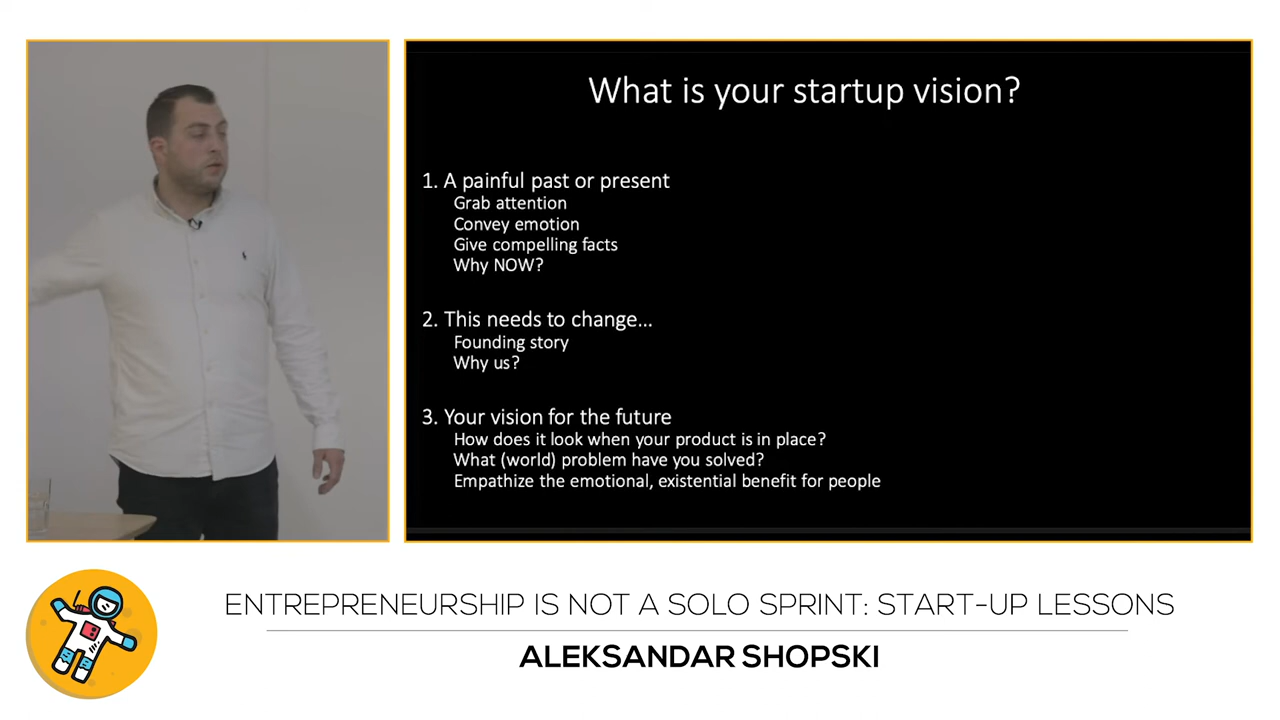 What is your startup vision?
1. A painful past or present
Grab attention
Convey emotion
Give compelling facts
Why NOW?
2. This needs to change...
Founding story
Why us?
3. Your vision for the future
How does it look when your product is in place?
What (world) problem have you solved?
Empathize the emotional, existential benefit for people
ENTREPRENEURSHIP IS NOT A SOLO SPRINT: START-UP LESSONS
ALEKSANDAR SHOPSKI